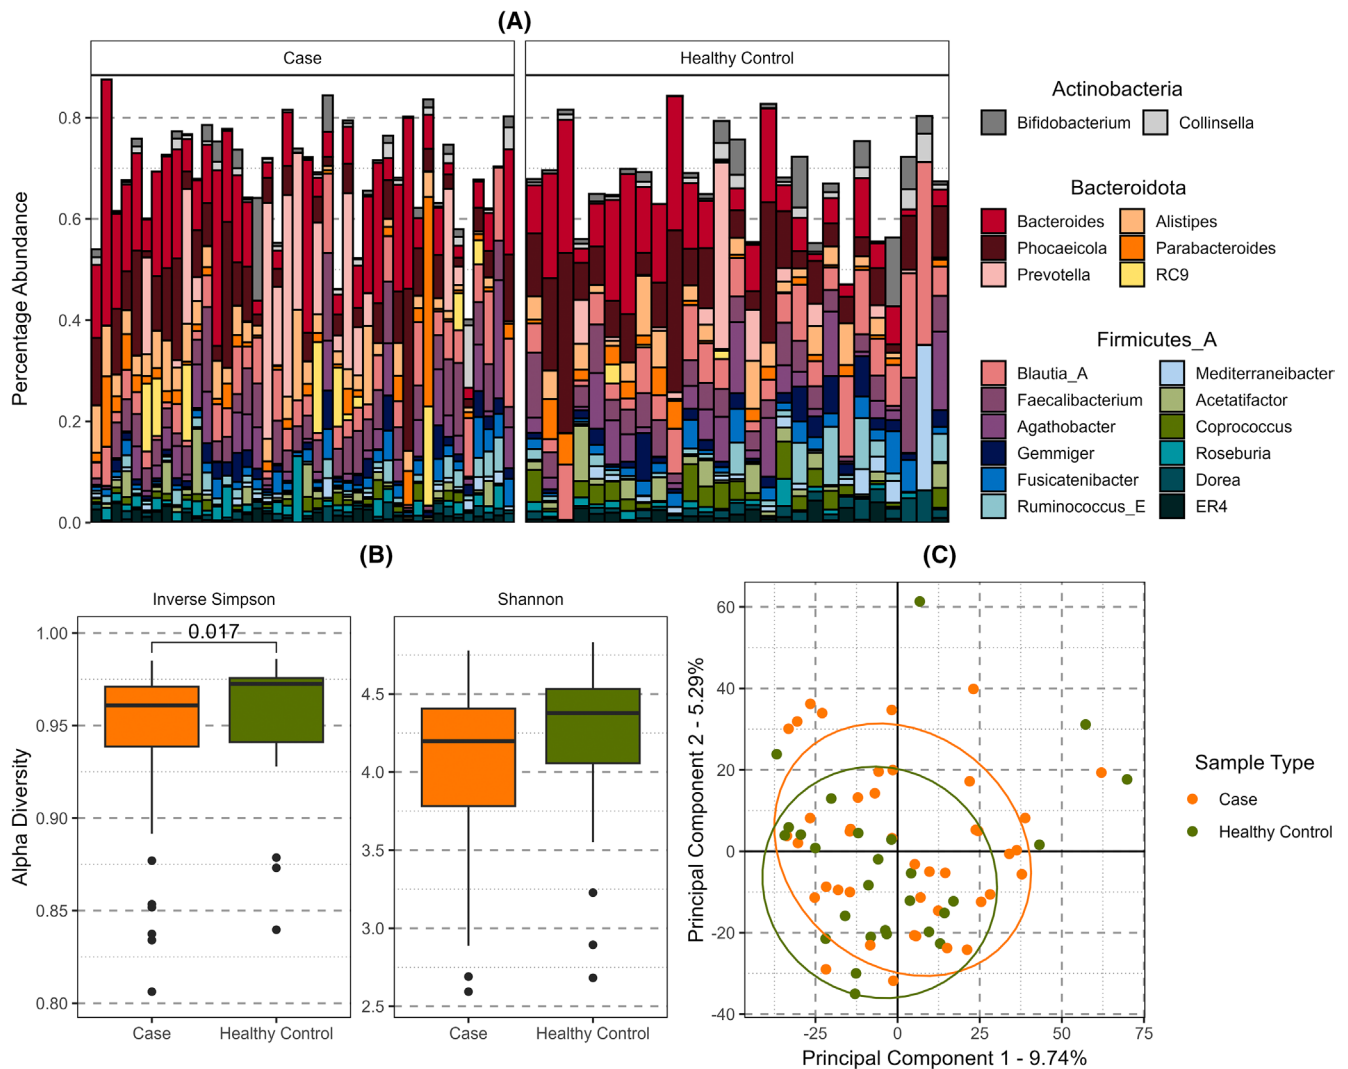 (A)
Case
Healthy Control
Percentage Abundance
0.8
0.6
0.4
0.2
0.0
Actinobacteria
Bifidobacterium
Collinsella
Bacteroidota
Bacteroides
Alistipes
Phocaeicola
Parabacteroides
Prevotella
RC9
Firmicutes_A
Blautia_A
Mediterraneibacter
Faecalibacterium
Acetatifactor
Agathobacter
Coprococcus
Gemmiger
Roseburia
Fusicatenibacter
Dorea
Ruminococcus_E
ER4
(B)
Inverse Simpson
Shannon
Alpha Diversity
1.00
0.95
0.90
0.85
0.80
0.017
4.5
4.0
3.5
3.0
2.5
Case
Healthy Control
Case
Healthy Control
(C)
Principal Component 2 - 5.29%
60
40
20
0
-20
-40
-25
0
25
50
75
Principal Component 1 - 9.74%
Sample Type
Case
Healthy Control